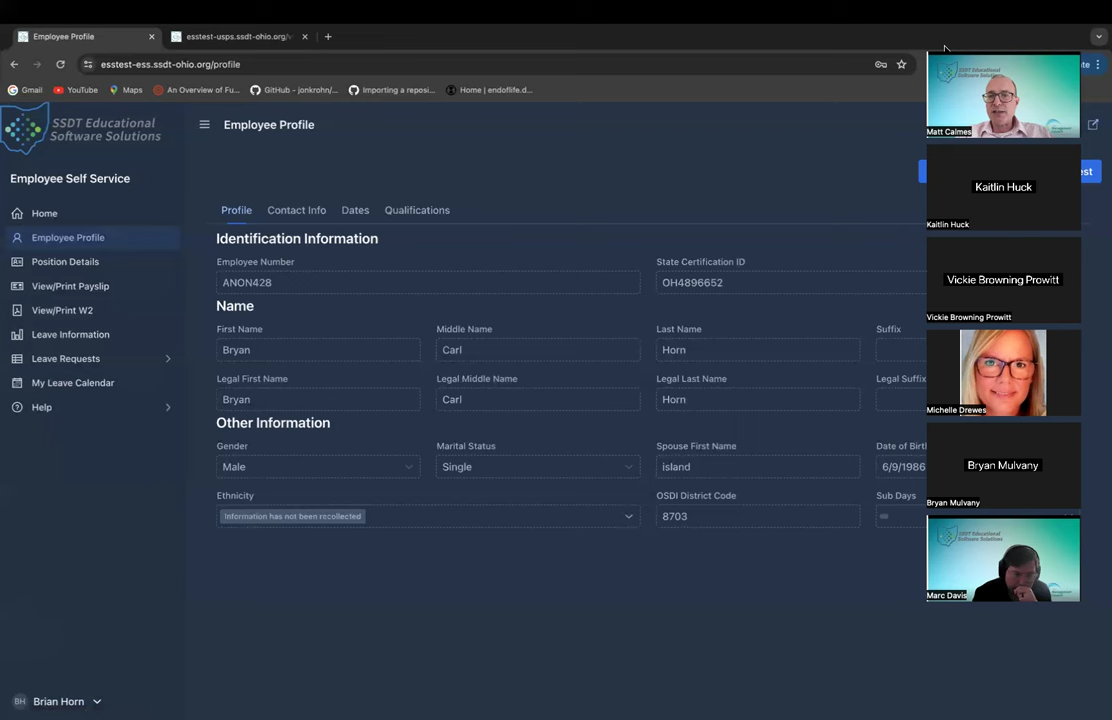 Employee Profile
esstest-usps.ssdt-ohio.org/v
esstest-ess.ssdt-ohio.org/profile
Gmail
YouTube
Maps
An Overview of Fu...
GitHub - jonkrohn/...
Importing a reposi...
Home | endoflife.d...
SSDT Educational
Software Solutions
Employee Profile
Employee Self Service
Home
Employee Profile
Position Details
View/Print Payslip
View/Print W2
Leave Information
Leave Requests
My Leave Calendar
Help
BH Brian Horn
Profile Contact Info Dates Qualifications
Identification Information
Employee Number State Certification ID
ANON428 OH4896652
Name
First Name Middle Name Last Name Suffix
Bryan Carl Horn
Legal First Name Legal Middle Name Legal Last Name Legal Suffix
Bryan Carl Horn
Other Information
Gender Marital Status Spouse First Name Date of Birth
Male Single island 6/9/1986
Ethnicity OSDI District Code Sub Days
Information has not been recollected 8703
Matt Calmes
Kaitlin Huck
Kaitlin Huck
Vickie Browning Prowitt
Vickie Browning Prowitt
Michelle Drewes
Bryan Mulvany
Bryan Mulvany
Marc Davis